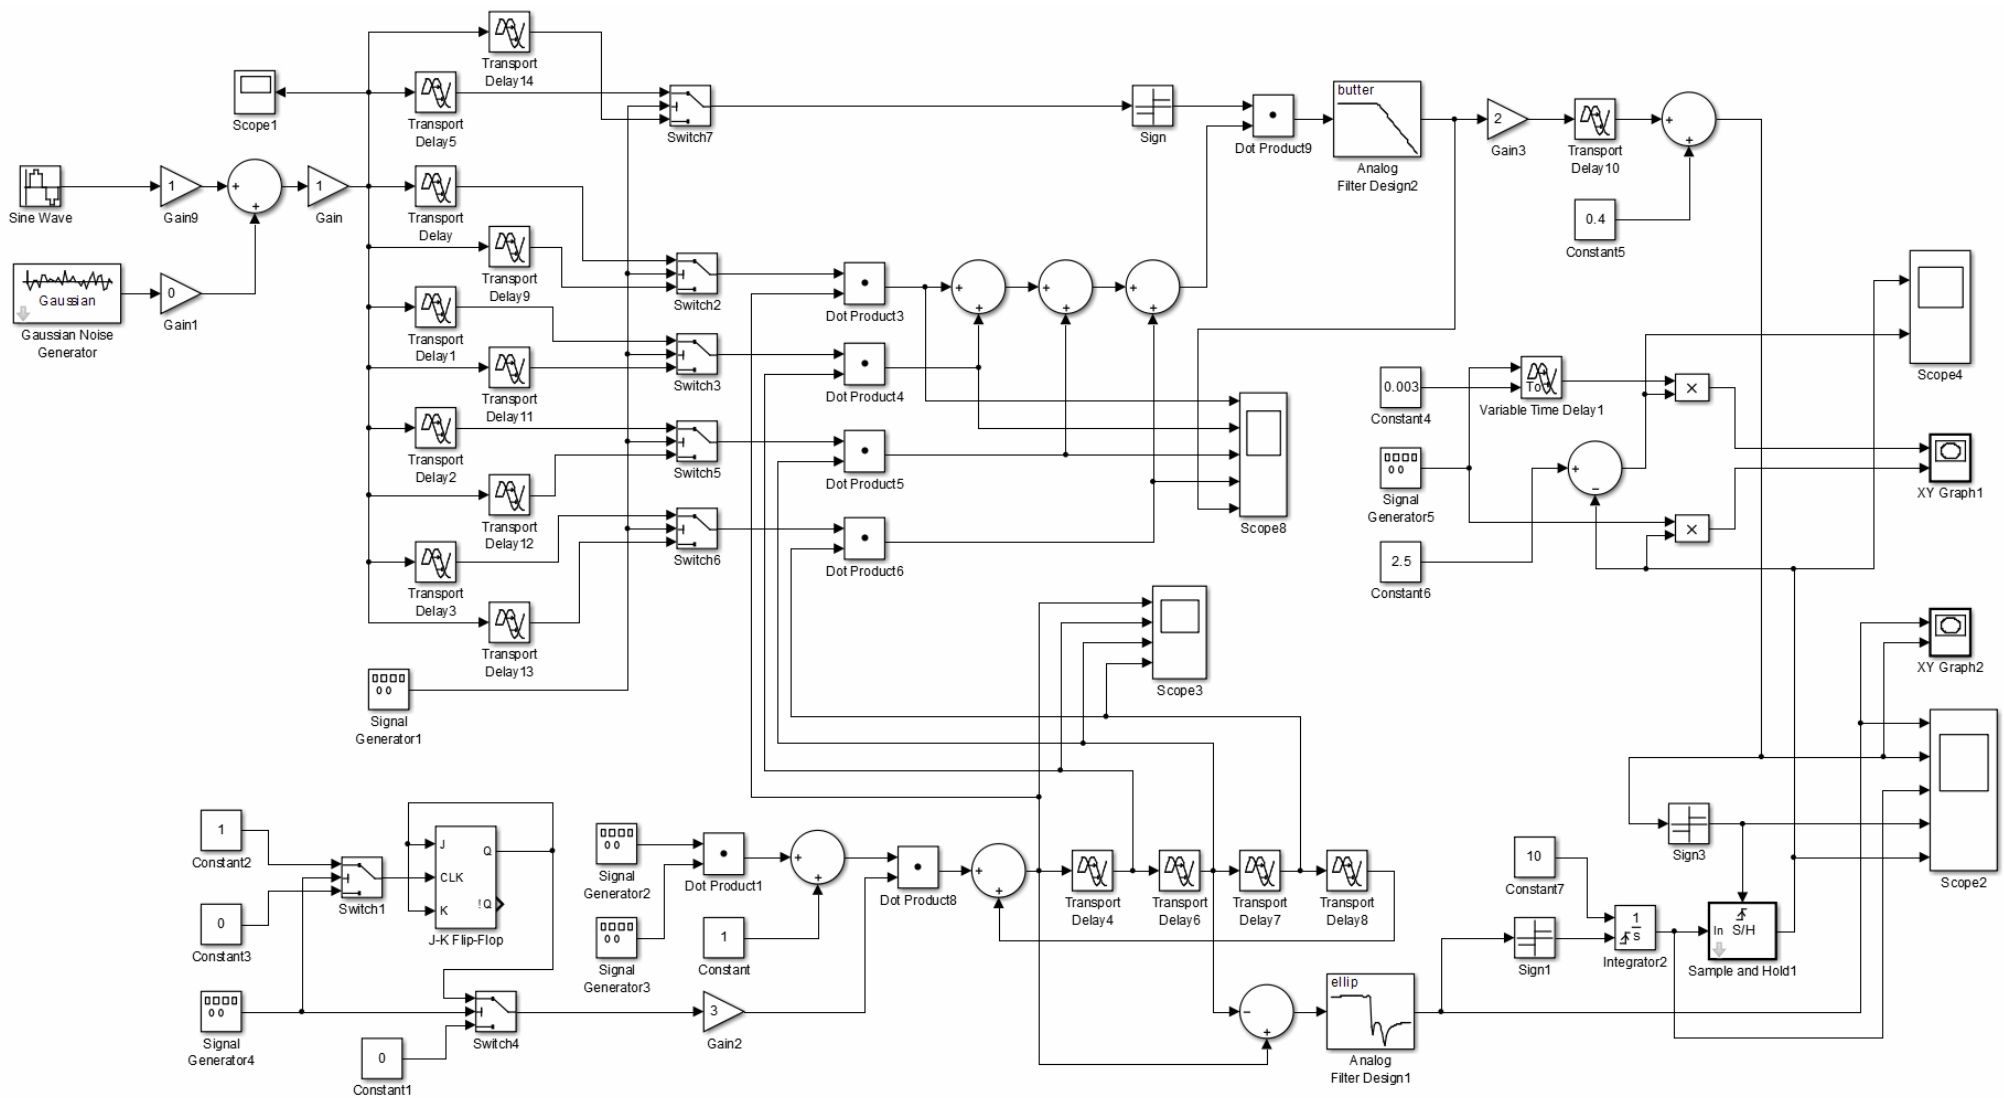 Transport
Delay14
Scope1
Transport
Delay5
Switch7
Sign
Dot Product9
butter
Analog
Filter Design2
2
Gain3
Transport
Delay10
+
+
0.4
Constant5
Sine Wave
1
Gain9
+
+
1
Gain
Transport
Delay
Gaussian
Gaussian Noise
Generator
0
Gain1
Transport
Delay9
Switch2
Dot Product3
+
+
+
+
+
+
Transport
Delay1
Switch3
Dot Product4
Transport
Delay11
Transport
Delay2
Switch5
Dot Product5
Transport
Delay12
Switch6
Dot Product6
Transport
Delay3
Transport
Delay13
Scope8
Scope4
0.003
Constant4
To
Variable Time Delay1
×
Signal
Generator5
+
−
XY Graph1
2.5
Constant6
×
Signal
Generator1
Scope3
XY Graph2
1
Constant2
0
Constant3
Switch1
J
CLK
K
Q
!Q
J-K Flip-Flop
Signal
Generator4
0
Constant1
Switch4
Signal
Generator2
Signal
Generator3
Dot Product1
+
+
1
Constant
3
Gain2
Dot Product8
+
+
Transport
Delay4
Transport
Delay6
Transport
Delay7
Transport
Delay8
−
+
ellip
Analog
Filter Design1
Sign3
10
Constant7
Sign1
1
s
Integrator2
In
S/H
Sample and Hold1
Scope2